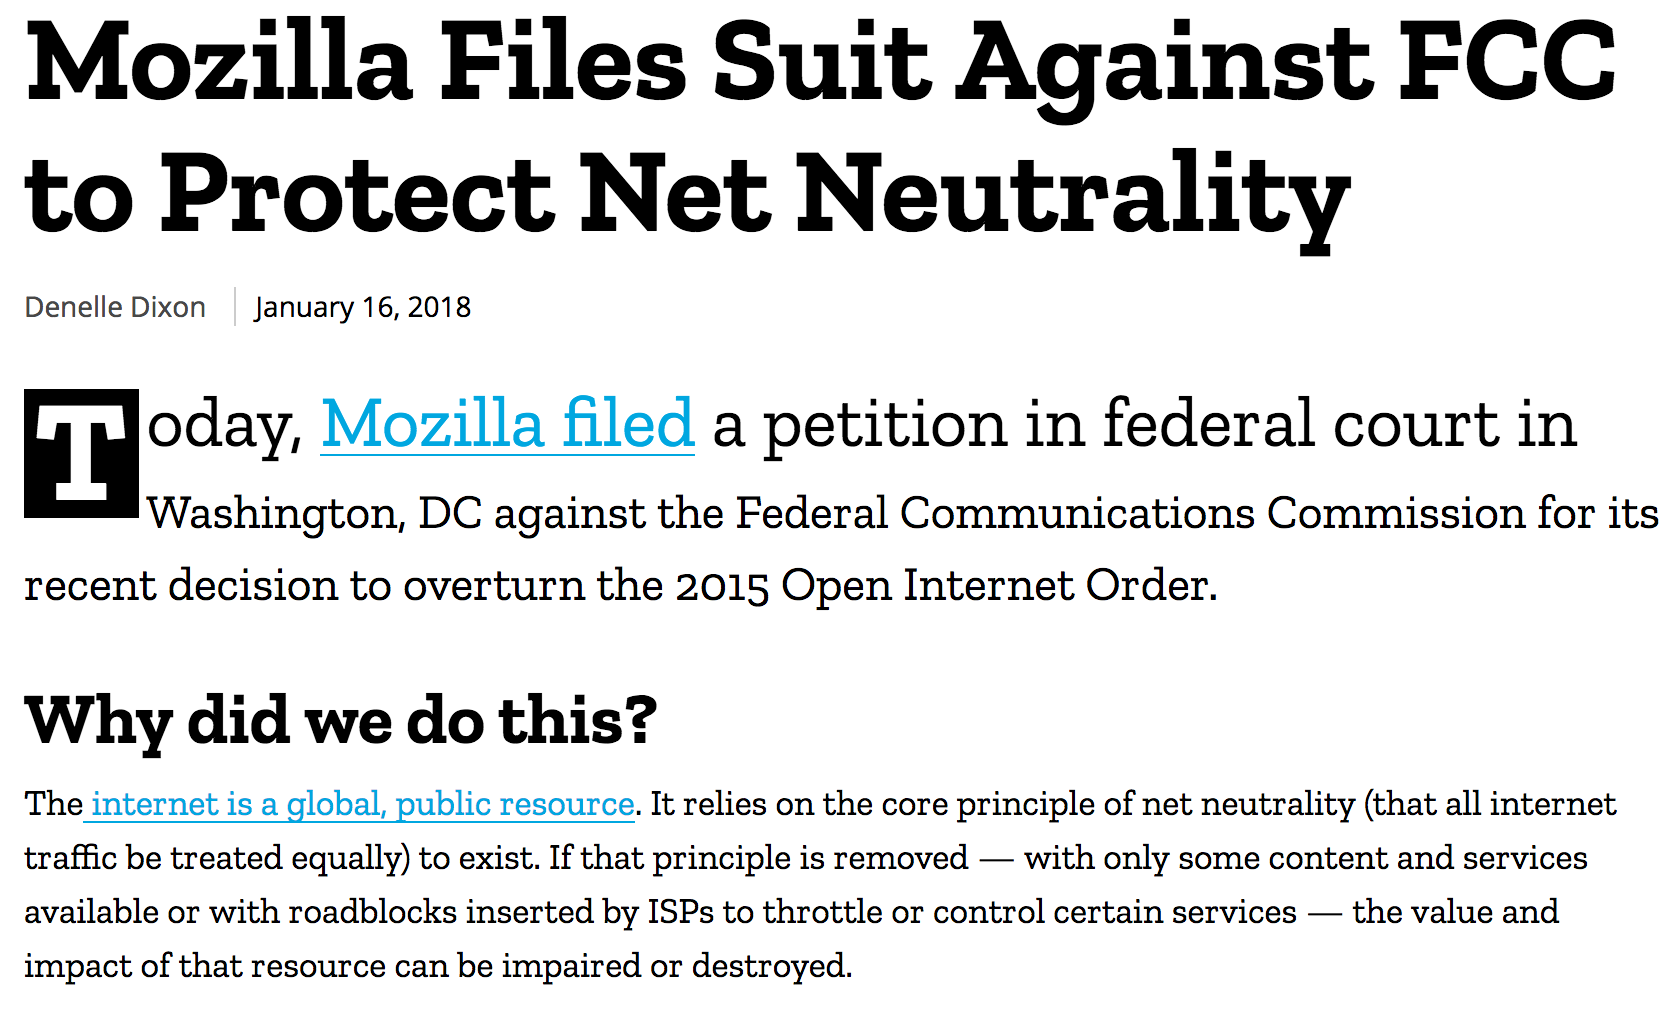 Mozilla Files Suit Against FCC
to Protect Net Neutrality
Denelle Dixon January 16, 2018
Today, Mozilla filed a petition in federal court in
Washington, DC against the Federal Communications Commission for its
recent decision to overturn the 2015 Open Internet Order.
Why did we do this?
The internet is a global, public resource. It relies on the core principle of net neutrality (that all internet
traffic be treated equally) to exist. If that principle is removed — with only some content and services
available or with roadblocks inserted by ISPs to throttle or control certain services — the value and
impact of that resource can be impaired or destroyed.